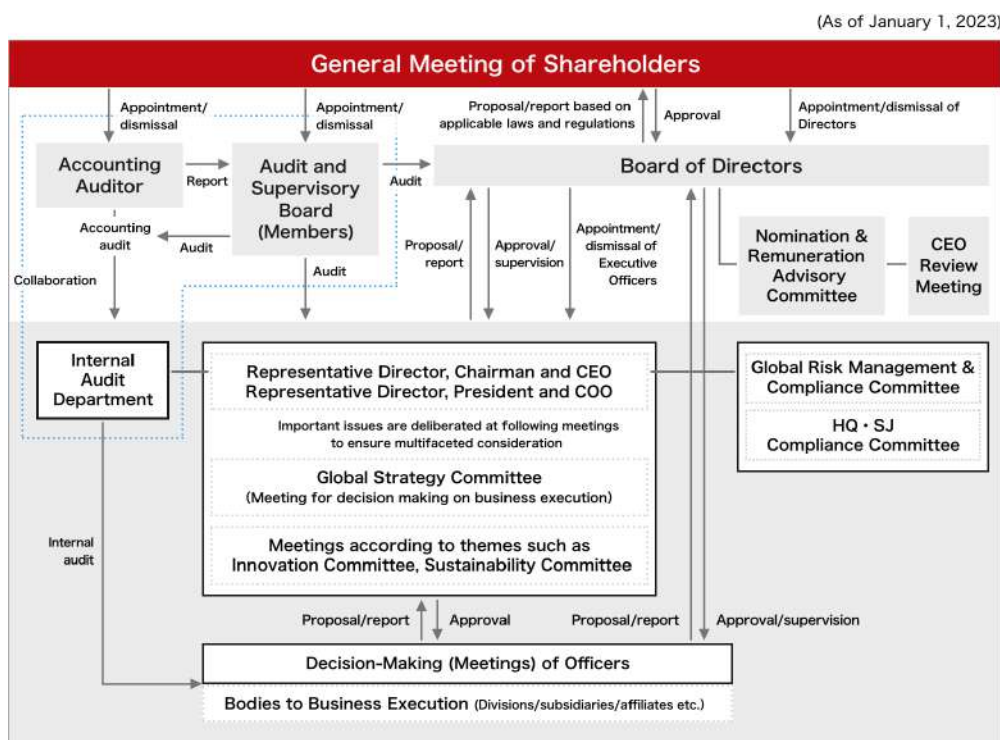 (As of January 1, 2023)
General Meeting of Shareholders
Appointment/
dismissal
Appointment/
dismissal
Proposal/report based on
applicable laws and regulations
Approval
Appointment/dismissal of
Directors
Accounting
Auditor
Report
Audit and
Supervisory
Board
(Members)
Audit
Board of Directors
Accounting
audit
Audit
Collaboration
Audit
Proposal/
report
Approval/
supervision
Appointment/
dismissal of
Executive
Officers
Nomination &
Remuneration
Advisory
Committee
CEO
Review
Meeting
Internal
Audit
Department
Representative Director, Chairman and CEO
Representative Director, President and COO
Important issues are deliberated at following meetings
to ensure multifaceted consideration
Global Strategy Committee
(Meeting for decision making on business execution)
Meetings according to themes such as
Innovation Committee, Sustainability Committee
Global Risk Management &
Compliance Committee
HQ・SJ
Compliance Committee
Internal
audit
Proposal/report
Approval
Proposal/report
Approval/supervision
Decision-Making (Meetings) of Officers
Bodies to Business Execution (Divisions/subsidiaries/affiliates etc.)